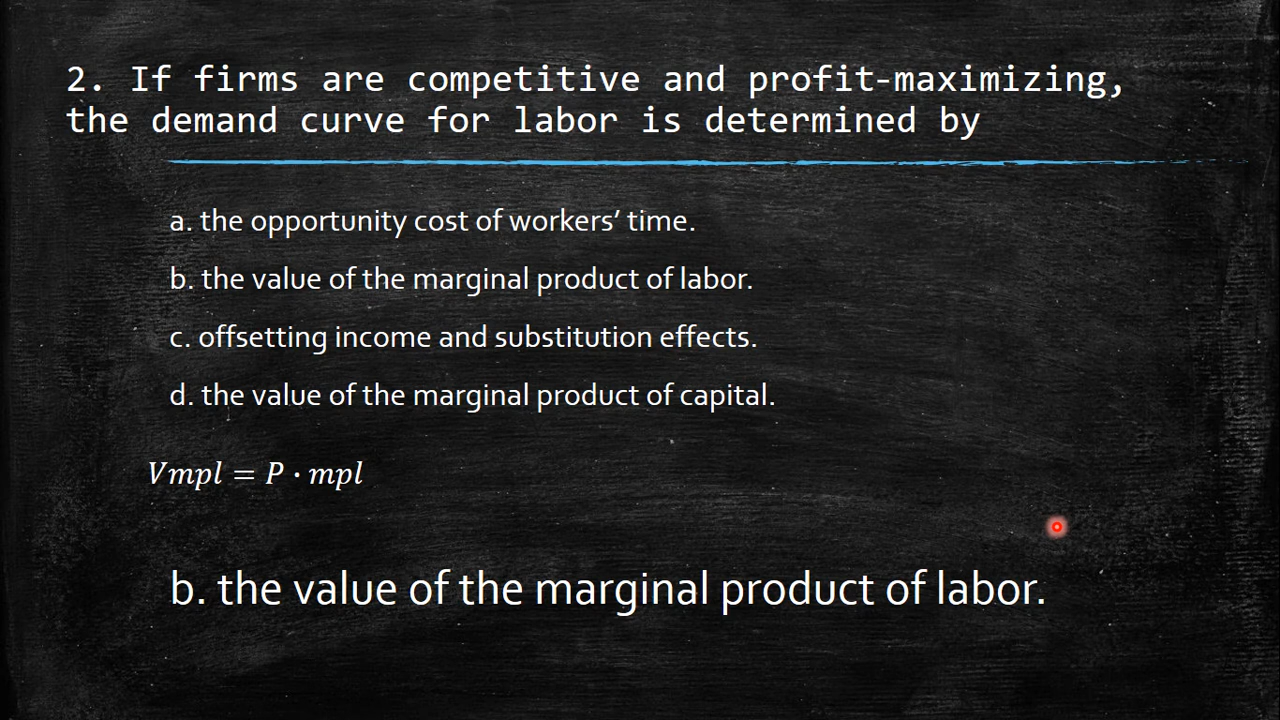 2. If firms are competitive and profit-maximizing,
the demand curve for labor is determined by
a. the opportunity cost of workers’ time.
b. the value of the marginal product of labor.
c. offsetting income and substitution effects.
d. the value of the marginal product of capital.
Vmpl = P · mpl
b. the value of the marginal product of labor.